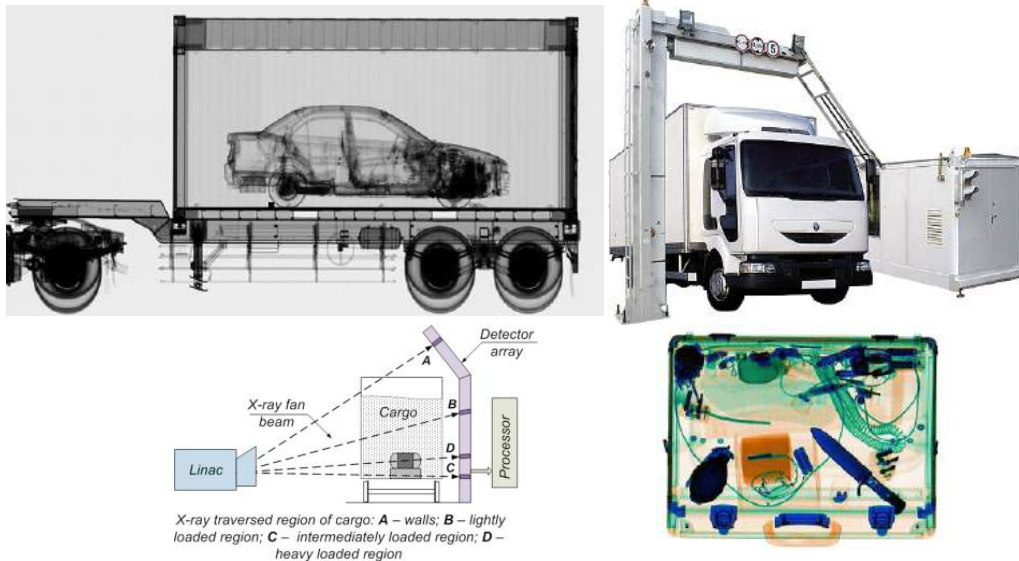 Detector
array
A
X-ray fan
beam
B
Cargo
D
C
Linac
Processor
X-ray traversed region of cargo: A – walls; B – lightly
loaded region; C – intermediately loaded region; D –
heavy loaded region